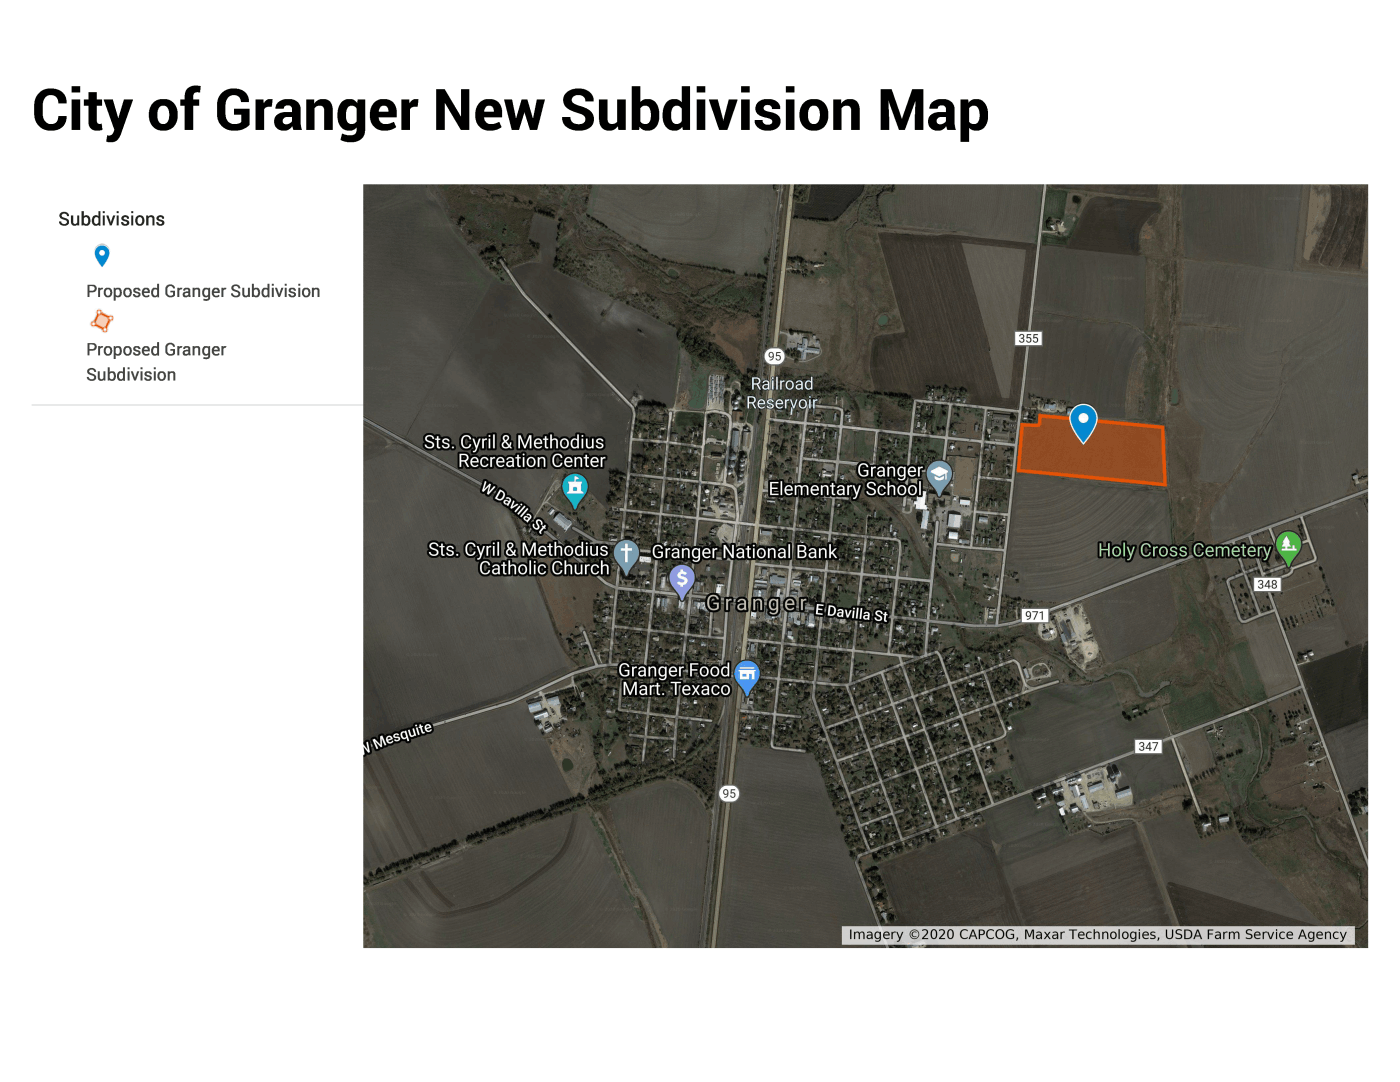 City of Granger New Subdivision Map
Subdivisions
Proposed Granger Subdivision
Proposed Granger
Subdivision
355
95
Railroad
Reservoir
Sts. Cyril & Methodius
Recreation Center
Granger
Elementary School
W Davilla St
Sts. Cyril & Methodius
Catholic Church
Granger National Bank
Holy Cross Cemetery
348
Granger
E Davilla St
971
Granger Food
Mart. Texaco
W Mesquite
347
95
Imagery ©2020 CAPCOG, Maxar Technologies, USDA Farm Service Agency